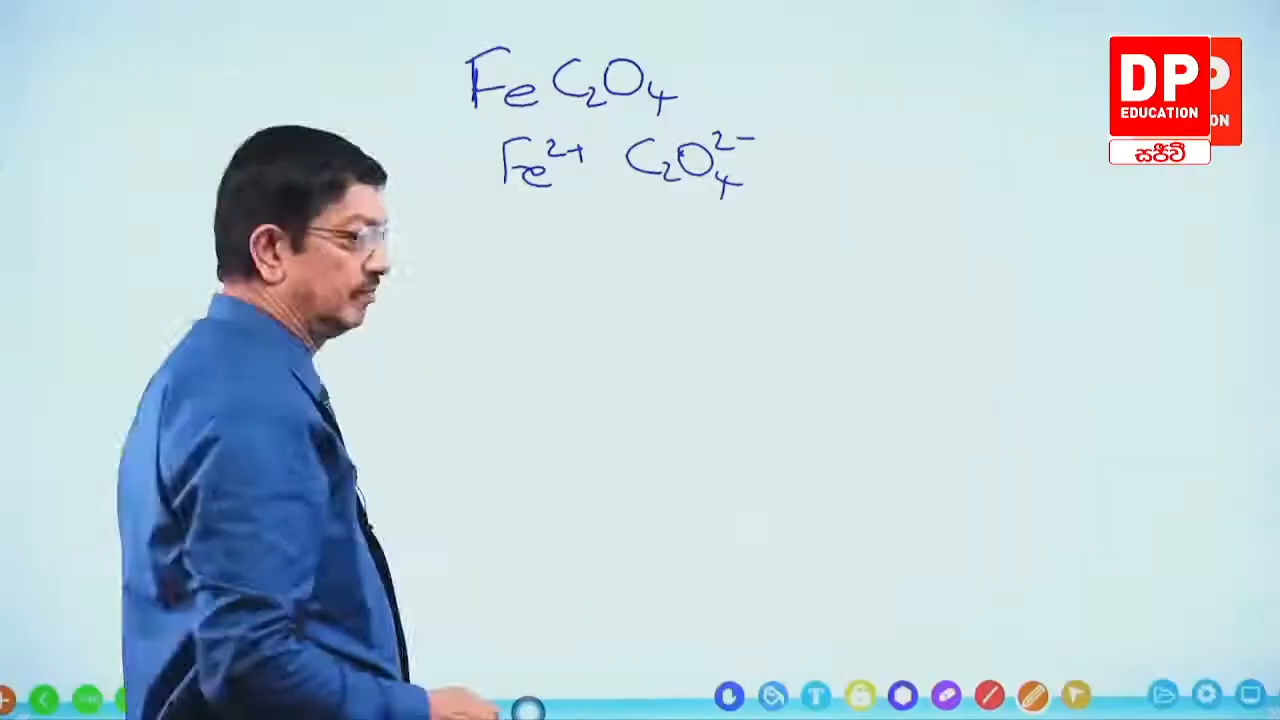 FeC₂O₄
Fe²⁺ C₂O₄²⁻
DP
EDUCATION
සජීවී
P
ON
T